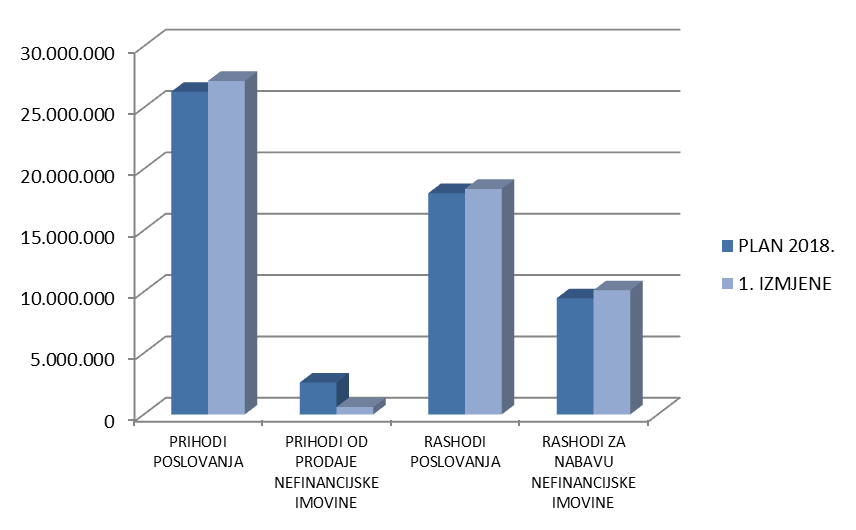 30.000.000
25.000.000
20.000.000
15.000.000
10.000.000
5.000.000
0
PRIHODI
POSLOVANJA
PRIHODI OD
PRODAJE
NEFINANCIJSKE
IMOVINE
RASHODI
POSLOVANJA
RASHODI ZA
NABAVU
NEFINANCIJSKE
IMOVINE
PLAN 2018.
1. IZMJENE